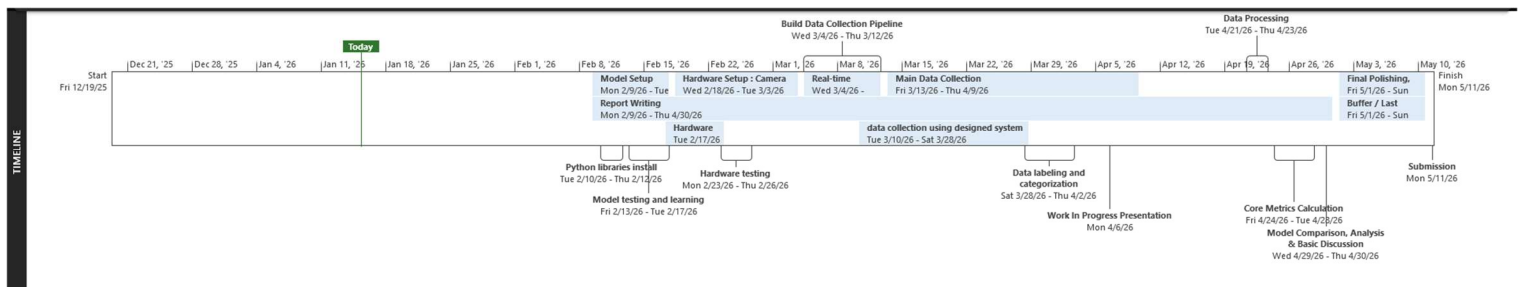 Build Data Collection Pipeline
Wed 3/4/26 - Thu 3/12/26
Data Processing
Tue 4/21/26 - Thu 4/23/26
Today
Dec 21, '25
Dec 28, '25
Jan 4, '26
Jan 11, '26
Jan 18, '26
Jan 25, '26
Feb 1, '26
Feb 8, '26
Feb 15, '26
Feb 22, '26
Mar 1, '26
Mar 8, '26
Mar 15, '26
Mar 22, '26
Mar 29, '26
Apr 5, '26
Apr 12, '26
Apr 19, '26
Apr 26, '26
May 3, '26
May 10, '26
Start
Fri 12/19/25
Finish
Mon 5/11/26
Model Setup
Mon 2/9/26 - Tue
Hardware Setup : Camera
Wed 2/18/26 - Tue 3/3/26
Real-time
Wed 3/4/26 -
Main Data Collection
Fri 3/13/26 - Thu 4/9/26
Final Polishing,
Fri 5/1/26 - Sun
Report Writing
Mon 2/9/26 - Thu 4/30/26
Buffer / Last
Fri 5/1/26 - Sun
Hardware
Tue 2/17/26
data collection using designed system
Tue 3/10/26 - Sat 3/28/26
TIMELINE
Python libraries install
Tue 2/10/26 - Thu 2/12/26
Model testing and learning
Fri 2/13/26 - Tue 2/17/26
Hardware testing
Mon 2/23/26 - Thu 2/26/26
Data labeling and
categorization
Sat 3/28/26 - Thu 4/2/26
Work In Progress Presentation
Mon 4/6/26
Core Metrics Calculation
Fri 4/24/26 - Tue 4/28/26
Model Comparison, Analysis
& Basic Discussion
Wed 4/29/26 - Thu 4/30/26
Submission
Mon 5/11/26